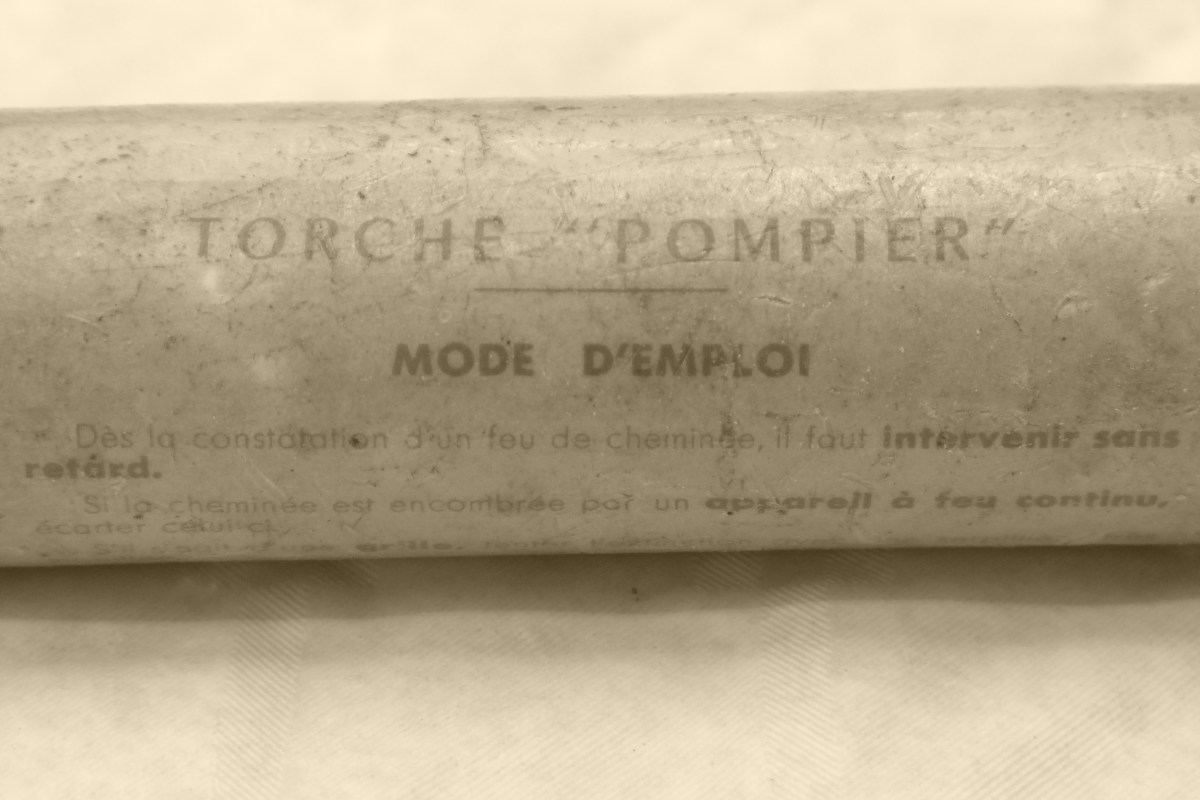 TORCHE “POMPIER”
MODE D'EMPLOI
Dès la constatation d'un feu de cheminée, il faut intervenir sans
retard.
Si la cheminée est encombrée par un appareil à feu continu,
écarter celui-ci.
grille,